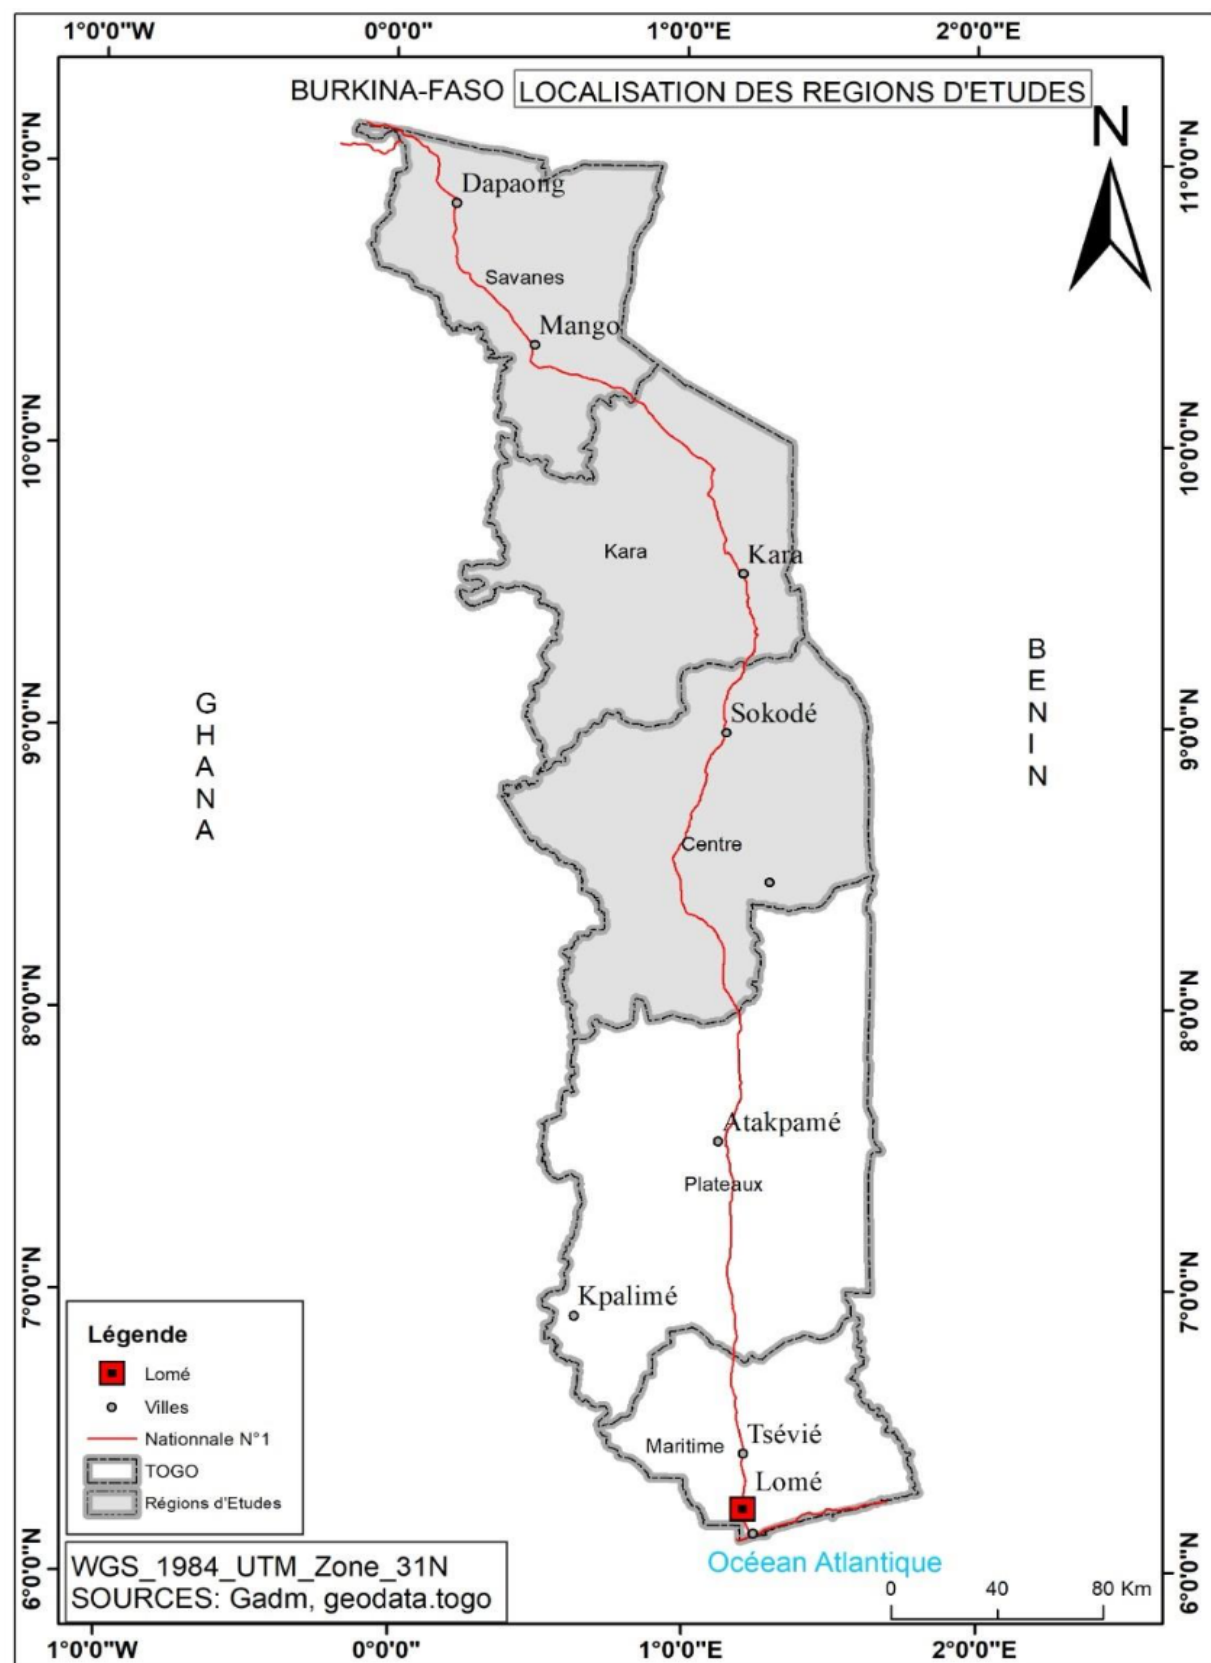 1°0'0"W 0°0'0" 1°0'0"E 2°0'0"E
BURKINA-FASO
LOCALISATION DES REGIONS D'ETUDES
N
11°0'0"N
11°0'0"N
Dapaong
Savanes
Mango
10°0'0"N
10°0'0"N
Kara
Kara
GHANA
BENIN
Sokodé
9°0'0"N
9°0'0"N
Centre
8°0'0"N
8°0'0"N
Atakpamé
Plateaux
7°0'0"N
7°0'0"N
Kpalimé
Maritime
Tsévié
Lomé
Océean Atlantique
Légende
Lomé
Villes
Nationnale N°1
TOGO
Régions d'Etudes
6°0'0"N
6°0'0"N
WGS_1984_UTM_Zone_31N
SOURCES: Gadm, geodata.togo
0 40 80 Km
1°0'0"W 0°0'0" 1°0'0"E 2°0'0"E